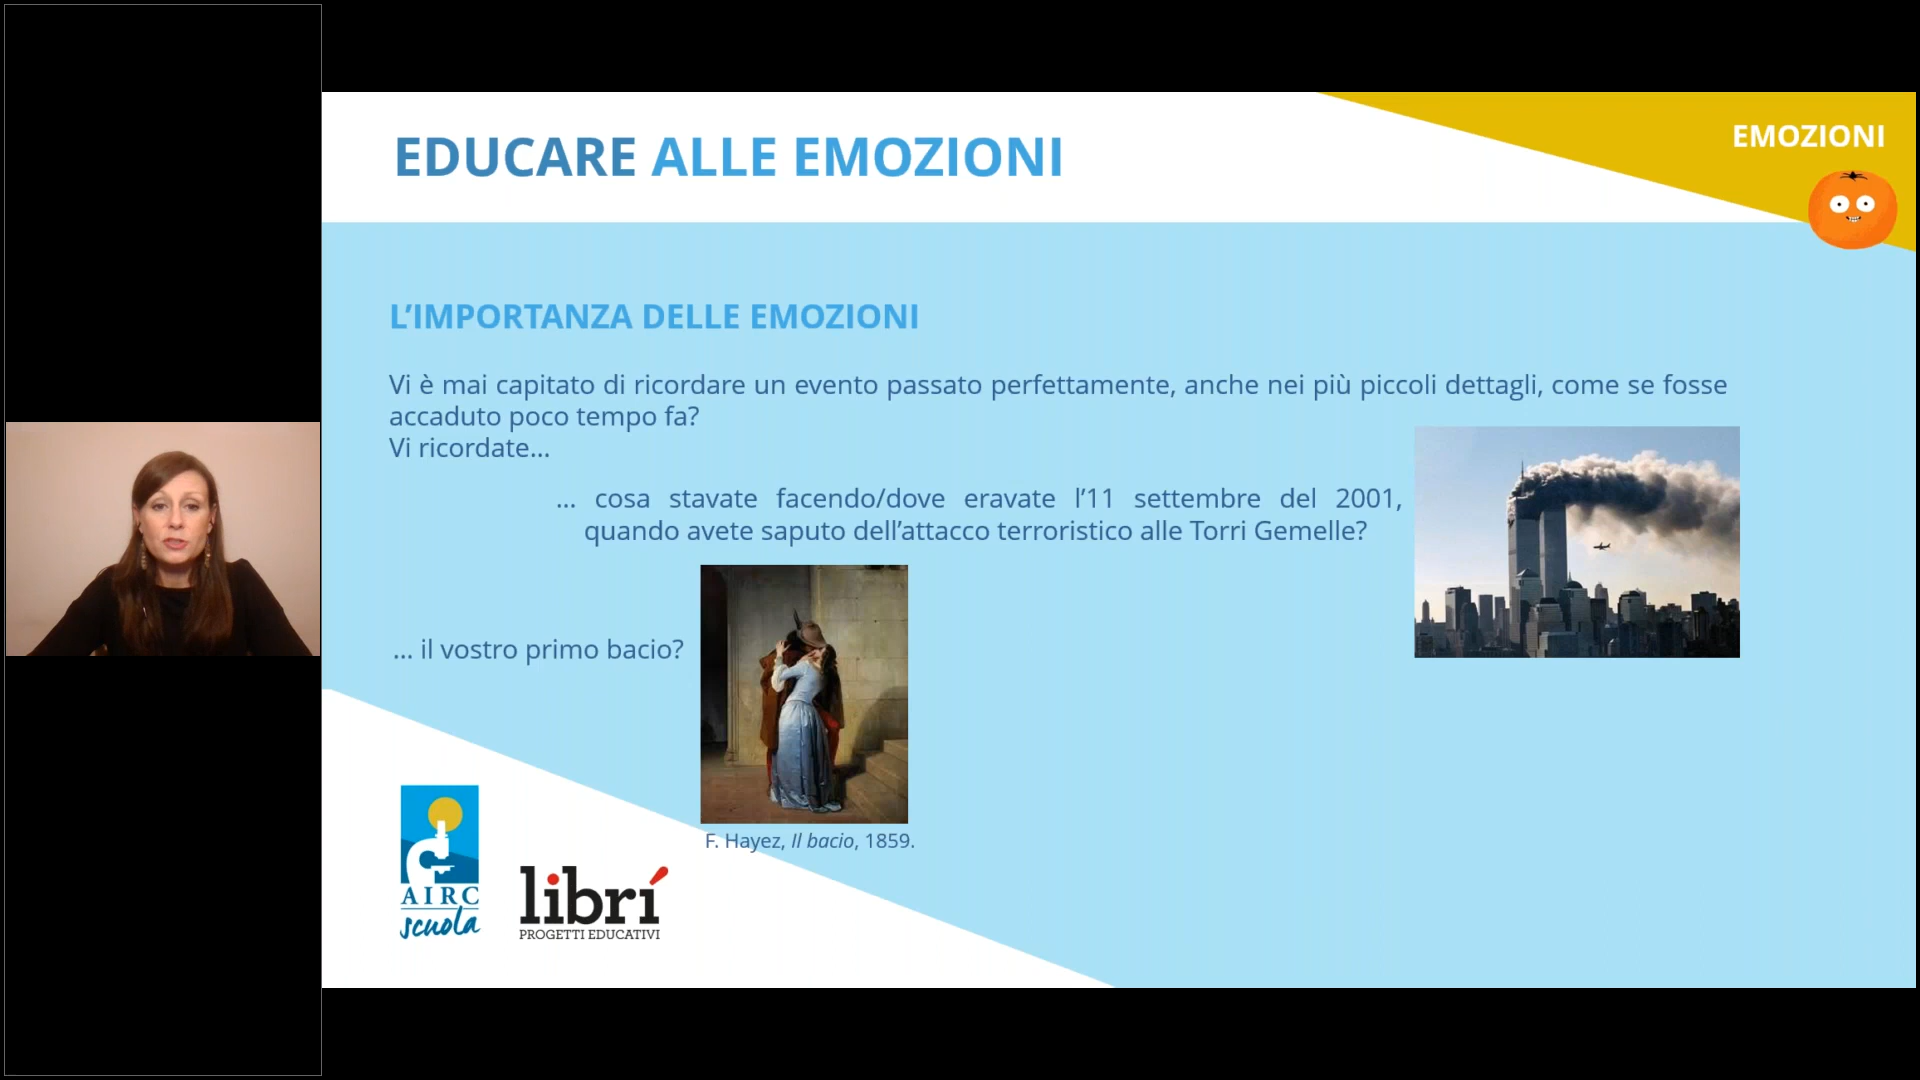 EDUCARE ALLE EMOZIONI
EMOZIONI
L’IMPORTANZA DELLE EMOZIONI
Vi è mai capitato di ricordare un evento passato perfettamente, anche nei più piccoli dettagli, come se fosse
accaduto poco tempo fa?
Vi ricordate...
... cosa stavate facendo/dove eravate l’11 settembre del 2001,
quando avete saputo dell’attacco terroristico alle Torri Gemelle?
... il vostro primo bacio?
F. Hayez, Il bacio, 1859.
AIRC
scuola
librí
PROGETTI EDUCATIVI